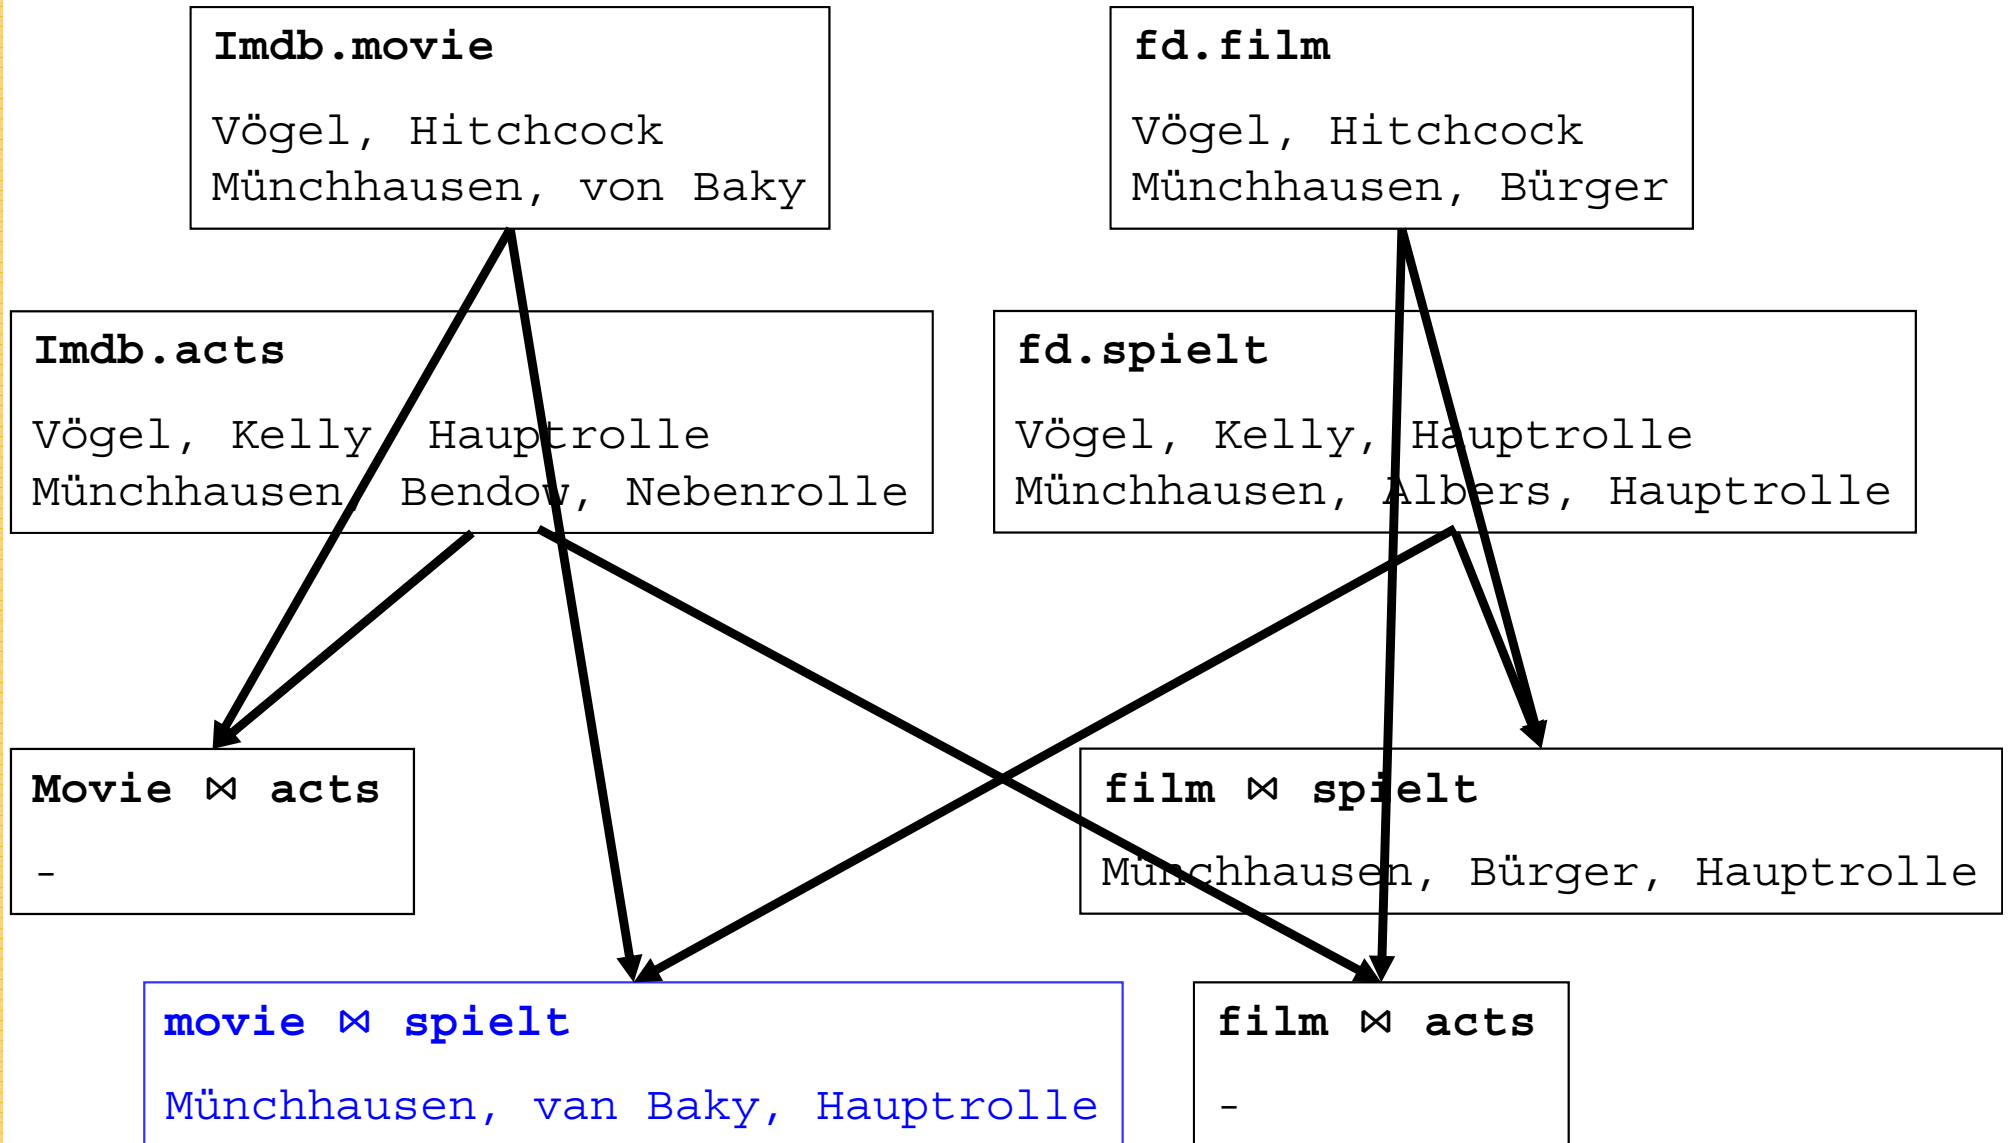 Imdb.movie
Vögel, Hitchcock
Münchhausen, von Baky
fd.film
Vögel, Hitchcock
Münchhausen, Bürger
Imdb.acts
Vögel, Kelly, Hauptrolle
Münchhausen, Bendow, Nebenrolle
fd.spielt
Vögel, Kelly, Hauptrolle
Münchhausen, Albers, Hauptrolle
Movie ⋈ acts
-
film ⋈ spielt
Münchhausen, Bürger, Hauptrolle
movie ⋈ spielt
Münchhausen, van Baky, Hauptrolle
film ⋈ acts
-